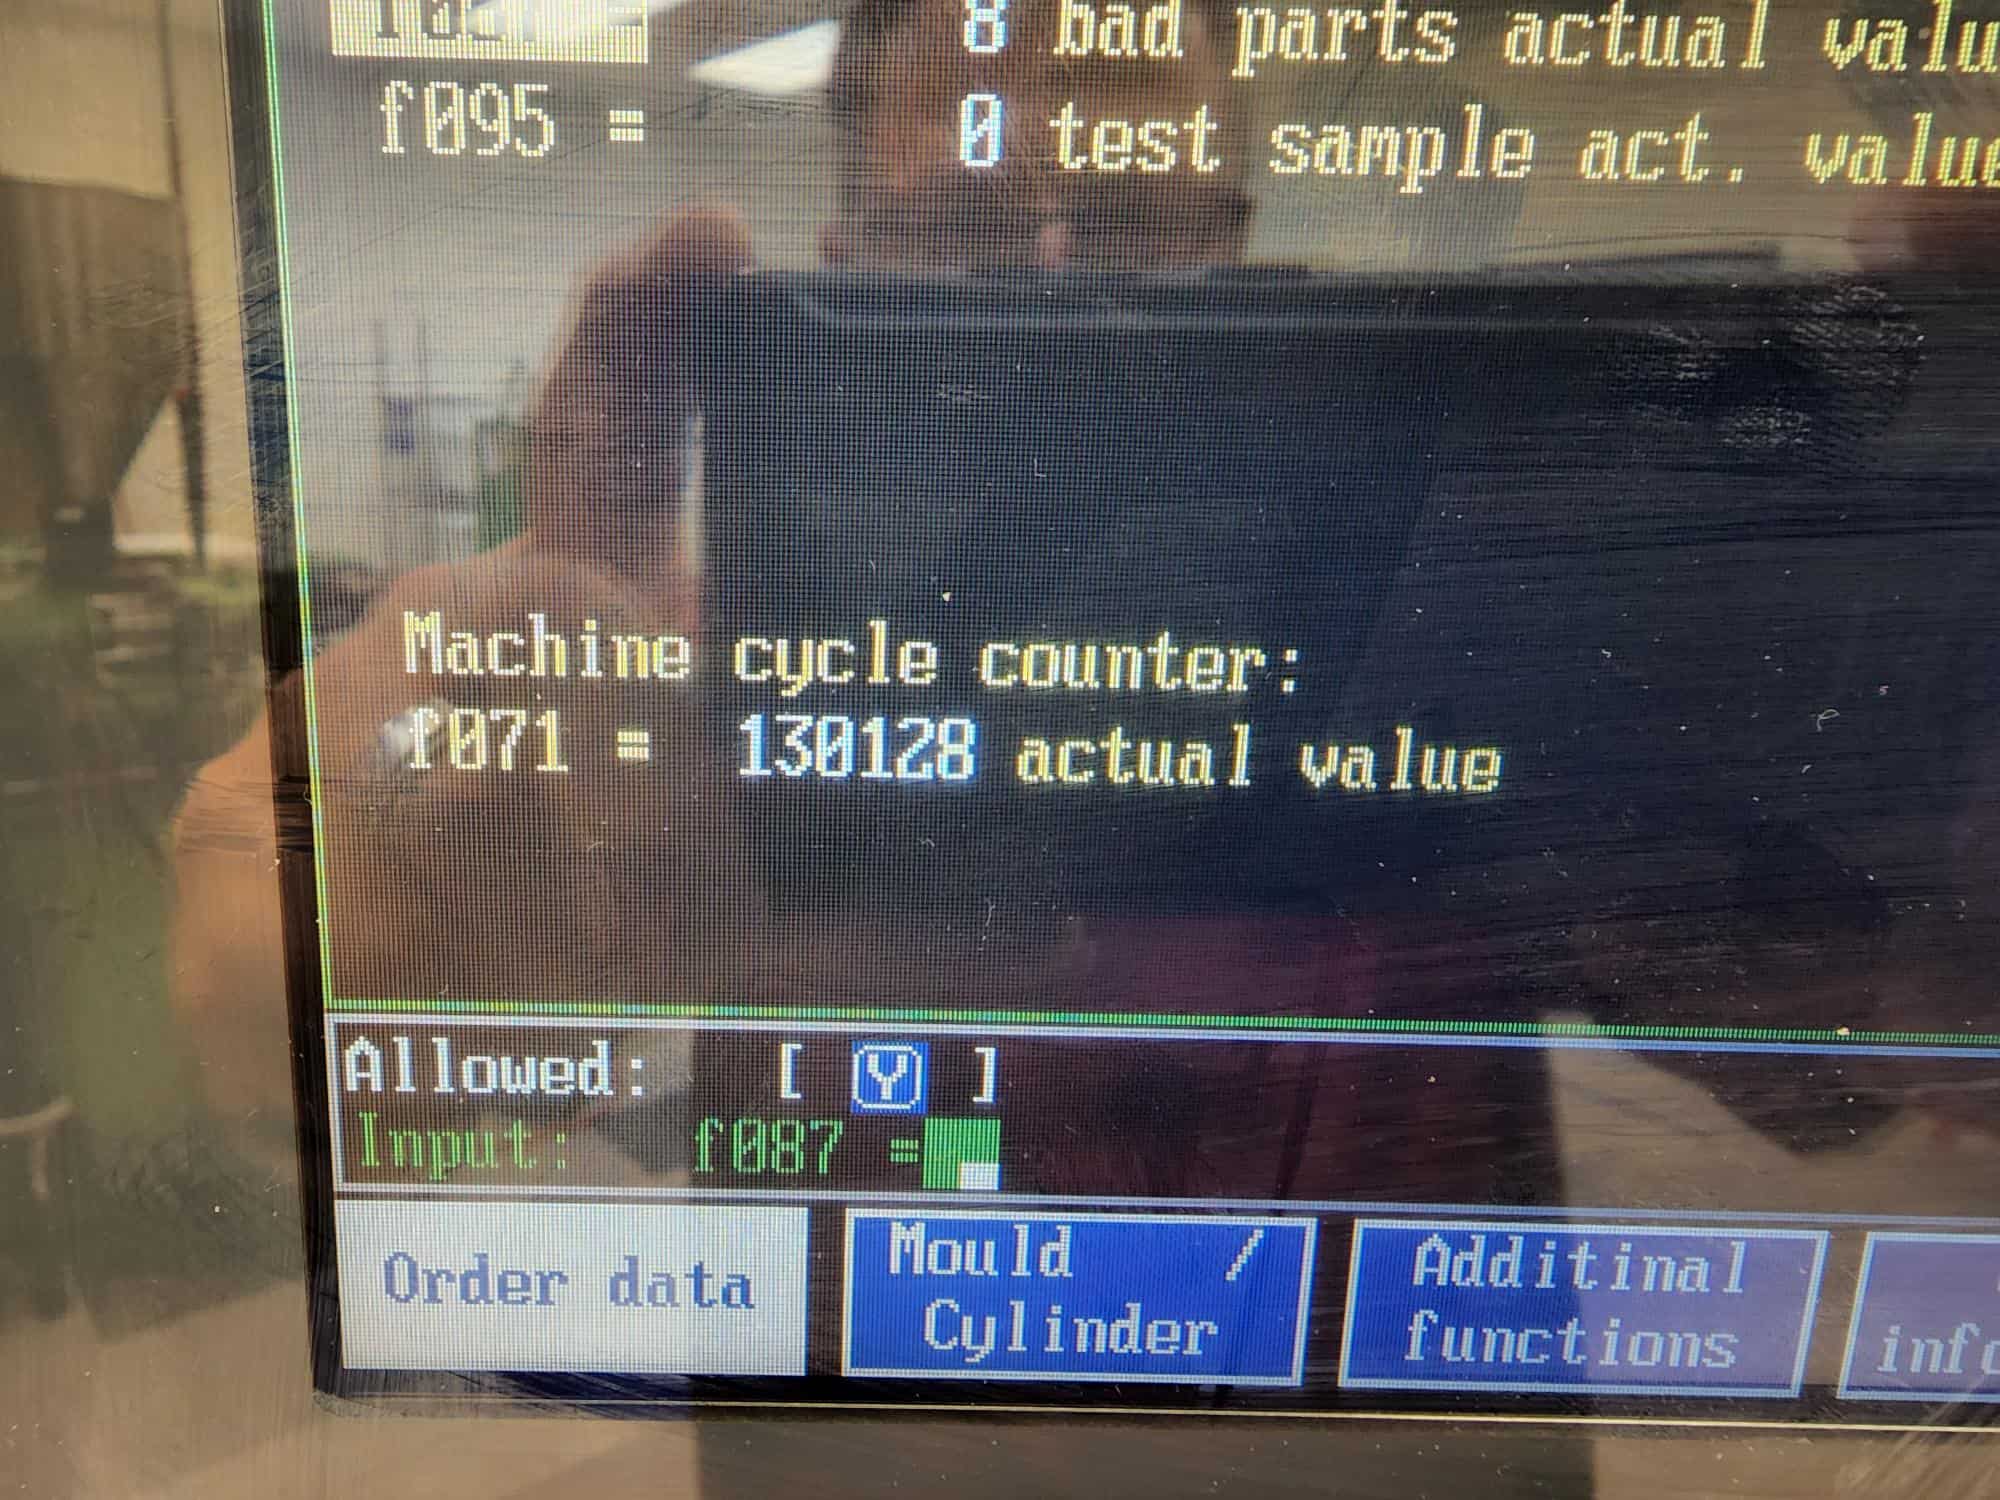 8 bad parts actual valu
f095 = 0 test sample act. value
Machine cycle counter:
f071 = 130128 actual value
Allowed: [ Y ]
Input: f087 =
Order data
Mould /
Cylinder
Additinal
functions
info